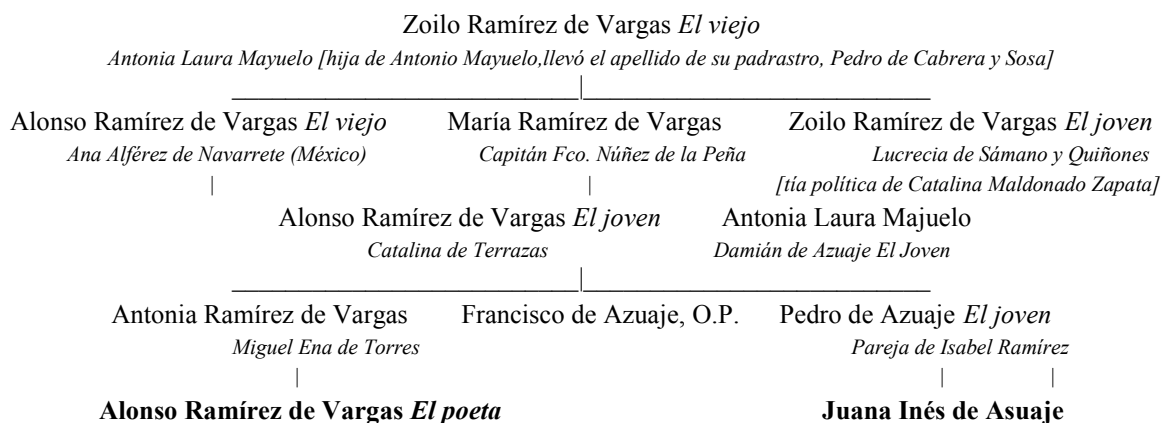 Zoilo Ramírez de Vargas El viejo
Antonia Laura Mayuelo [hija de Antonio Mayuelo,llevó el apellido de su padrastro, Pedro de Cabrera y Sosa]
Alonso Ramírez de Vargas El viejo María Ramírez de Vargas Zoilo Ramírez de Vargas El joven
Ana Alférez de Navarrete (México) Capitán Fco. Núñez de la Peña Lucrecia de Sámano y Quiñones
[tía política de Catalina Maldonado Zapata]
Alonso Ramírez de Vargas El joven Antonia Laura Majuelo
Catalina de Terrazas Damián de Azuaje El Joven
Antonia Ramírez de Vargas Francisco de Azuaje, O.P. Pedro de Azuaje El joven
Miguel Ena de Torres Pareja de Isabel Ramírez
Alonso Ramírez de Vargas El poeta Juana Inés de Asuaje